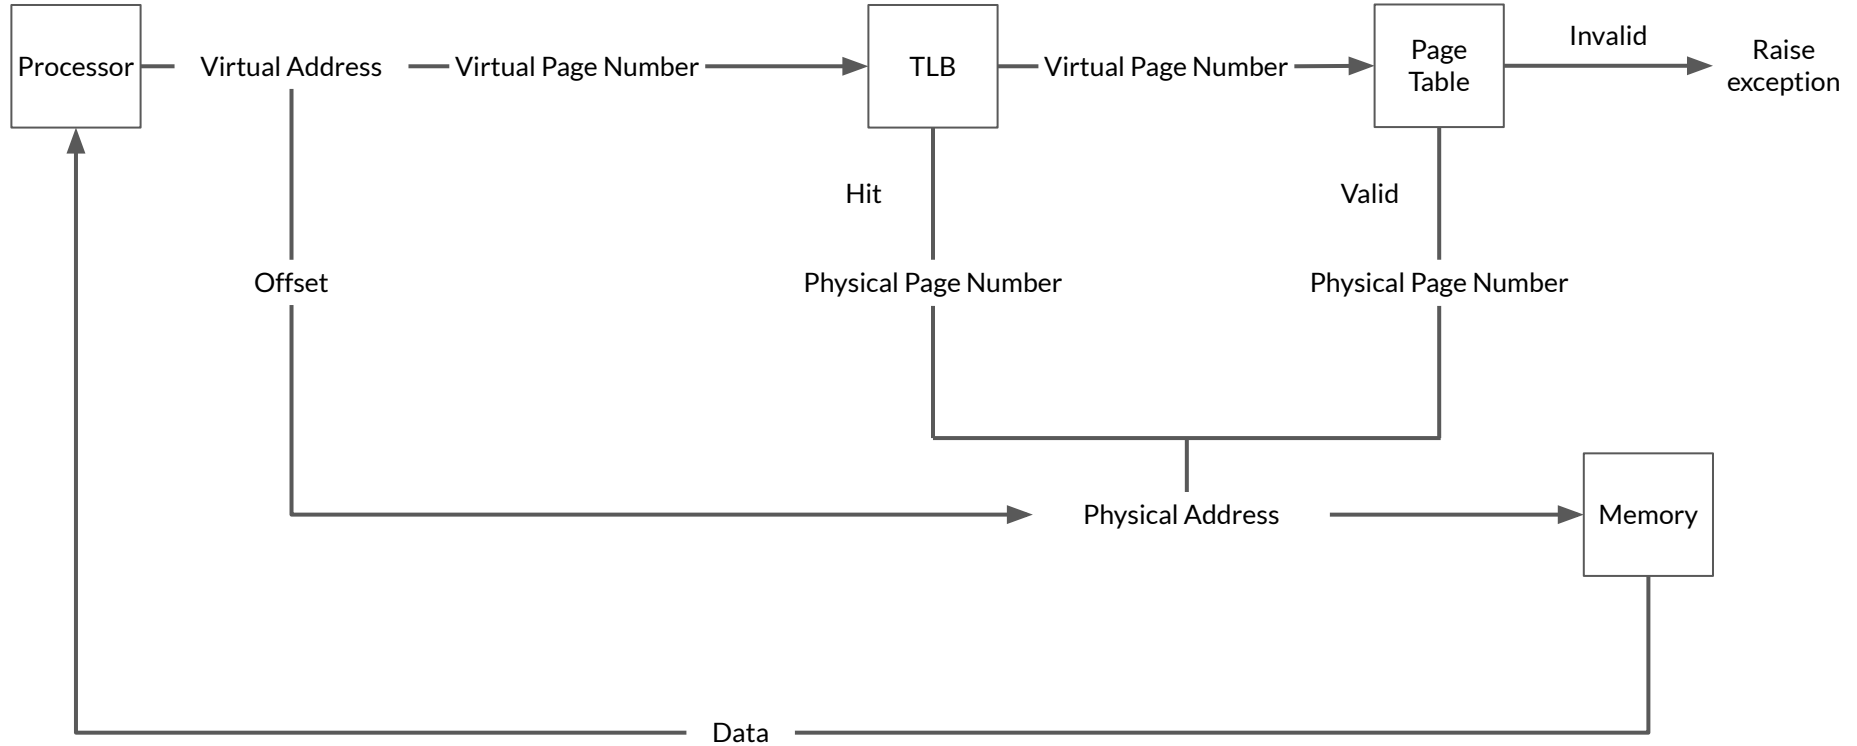 Processor
Virtual Address
Virtual Page Number
TLB
Virtual Page Number
Page
Table
Invalid
Raise
exception
Hit
Valid
Offset
Physical Page Number
Physical Page Number
Physical Address
Memory
Data